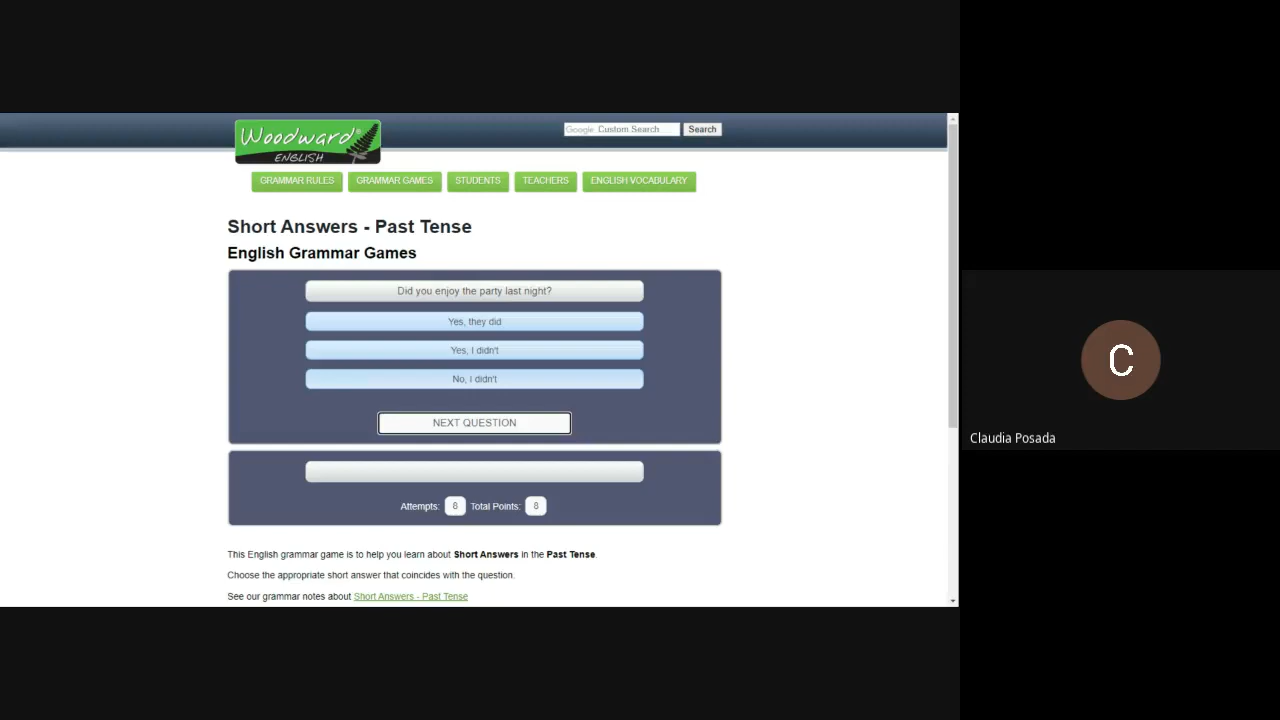 Woodward®
ENGLISH
Google Custom Search
Search
GRAMMAR RULES
GRAMMAR GAMES
STUDENTS
TEACHERS
ENGLISH VOCABULARY
Short Answers - Past Tense
English Grammar Games
Did you enjoy the party last night?
Yes, they did
Yes, I didn't
No, I didn't
NEXT QUESTION
Attempts: 8 Total Points: 8
This English grammar game is to help you learn about Short Answers in the Past Tense.
Choose the appropriate short answer that coincides with the question.
See our grammar notes about Short Answers - Past Tense
C
Claudia Posada